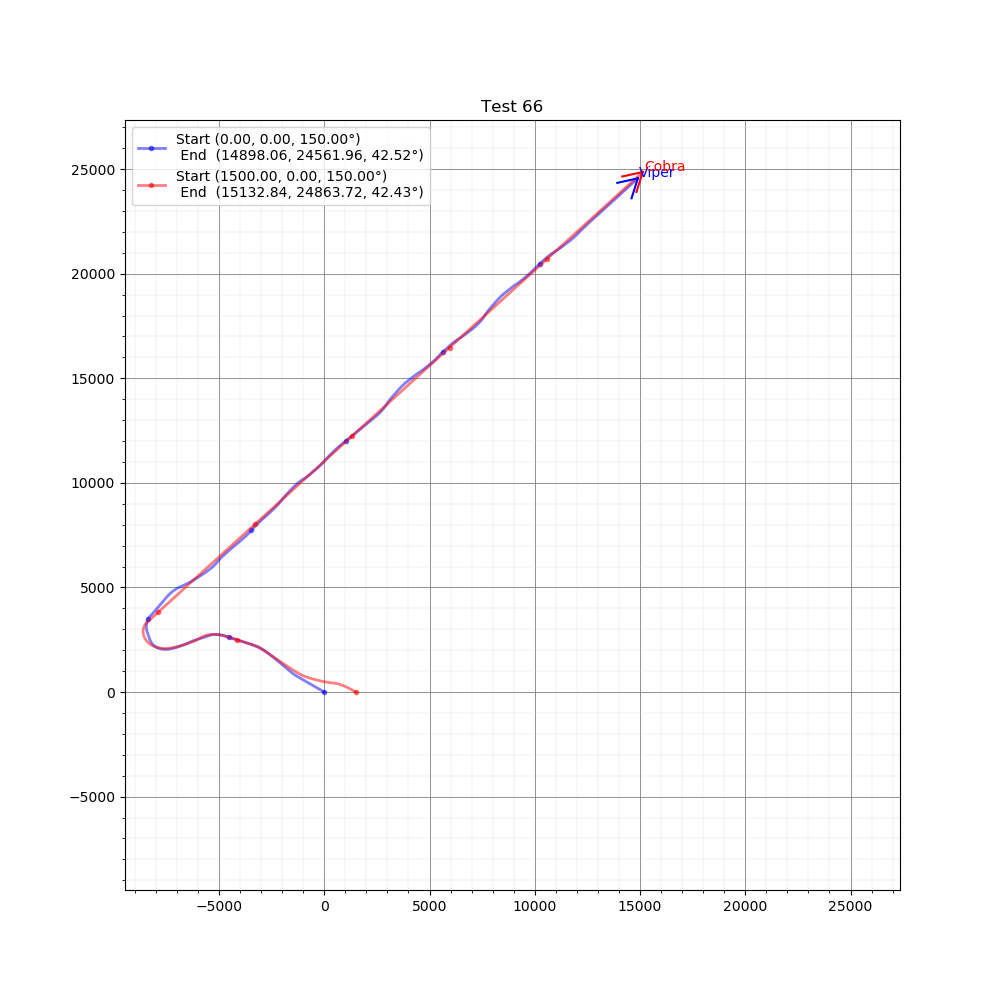 Test 66
Start (0.00, 0.00, 150.00°)
End  (14898.06, 24561.96, 42.52°)
Start (1500.00, 0.00, 150.00°)
End  (15132.84, 24863.72, 42.43°)
Cobra
Viper
25000
20000
15000
10000
5000
0
−5000
−5000
0
5000
10000
15000
20000
25000